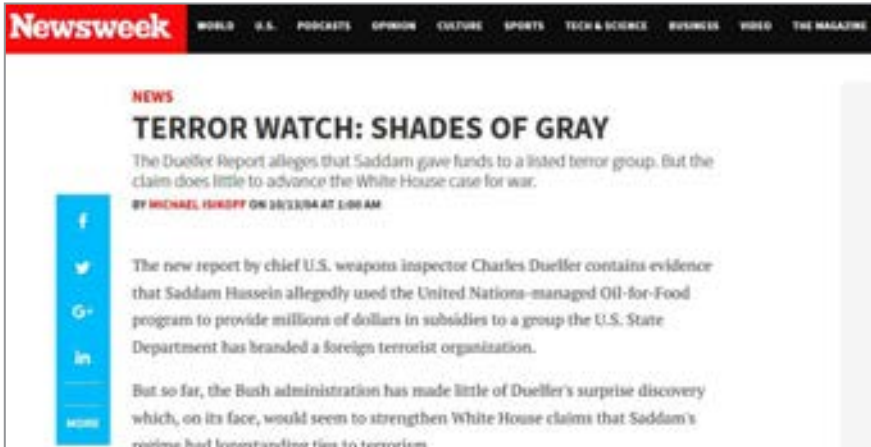 Newsweek WORLD U.S. PODCASTS OPINION CULTURE SPORTS TECH & SCIENCE BUSINESS VIDEO THE MAGAZINE
NEWS
TERROR WATCH: SHADES OF GRAY
The Duelfer Report alleges that Saddam gave funds to a listed terror group. But the
claim does little to advance the White House case for war.
BY MICHAEL ISIKOFF ON 10/13/04 AT 1:00 AM
The new report by chief U.S. weapons inspector Charles Duelfer contains evidence
that Saddam Hussein allegedly used the United Nations-managed Oil-for-Food
program to provide millions of dollars in subsidies to a group the U.S. State
Department has branded a foreign terrorist organization.
But so far, the Bush administration has made little of Duelfer's surprise discovery
which, on its face, would seem to strengthen White House claims that Saddam's
regime had longstanding ties to terrorism.
f
G+
in
MORE